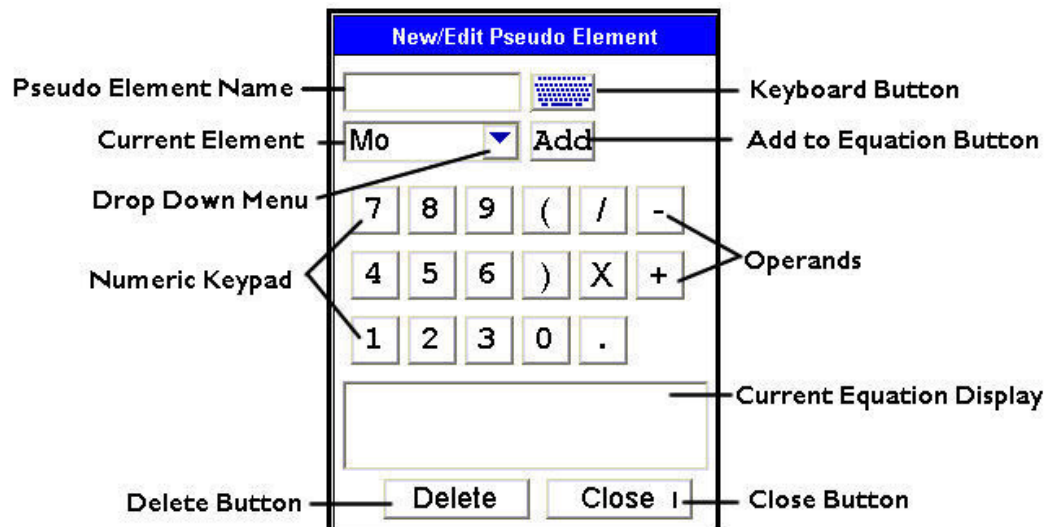 New/Edit Pseudo Element
Pseudo Element Name
Keyboard Button
Current Element
Mo
Add
Add to Equation Button
Drop Down Menu
7 8 9 ( / -
Numeric Keypad
4 5 6 ) X +
Operands
1 2 3 0 .
Current Equation Display
Delete Button
Delete
Close
Close Button